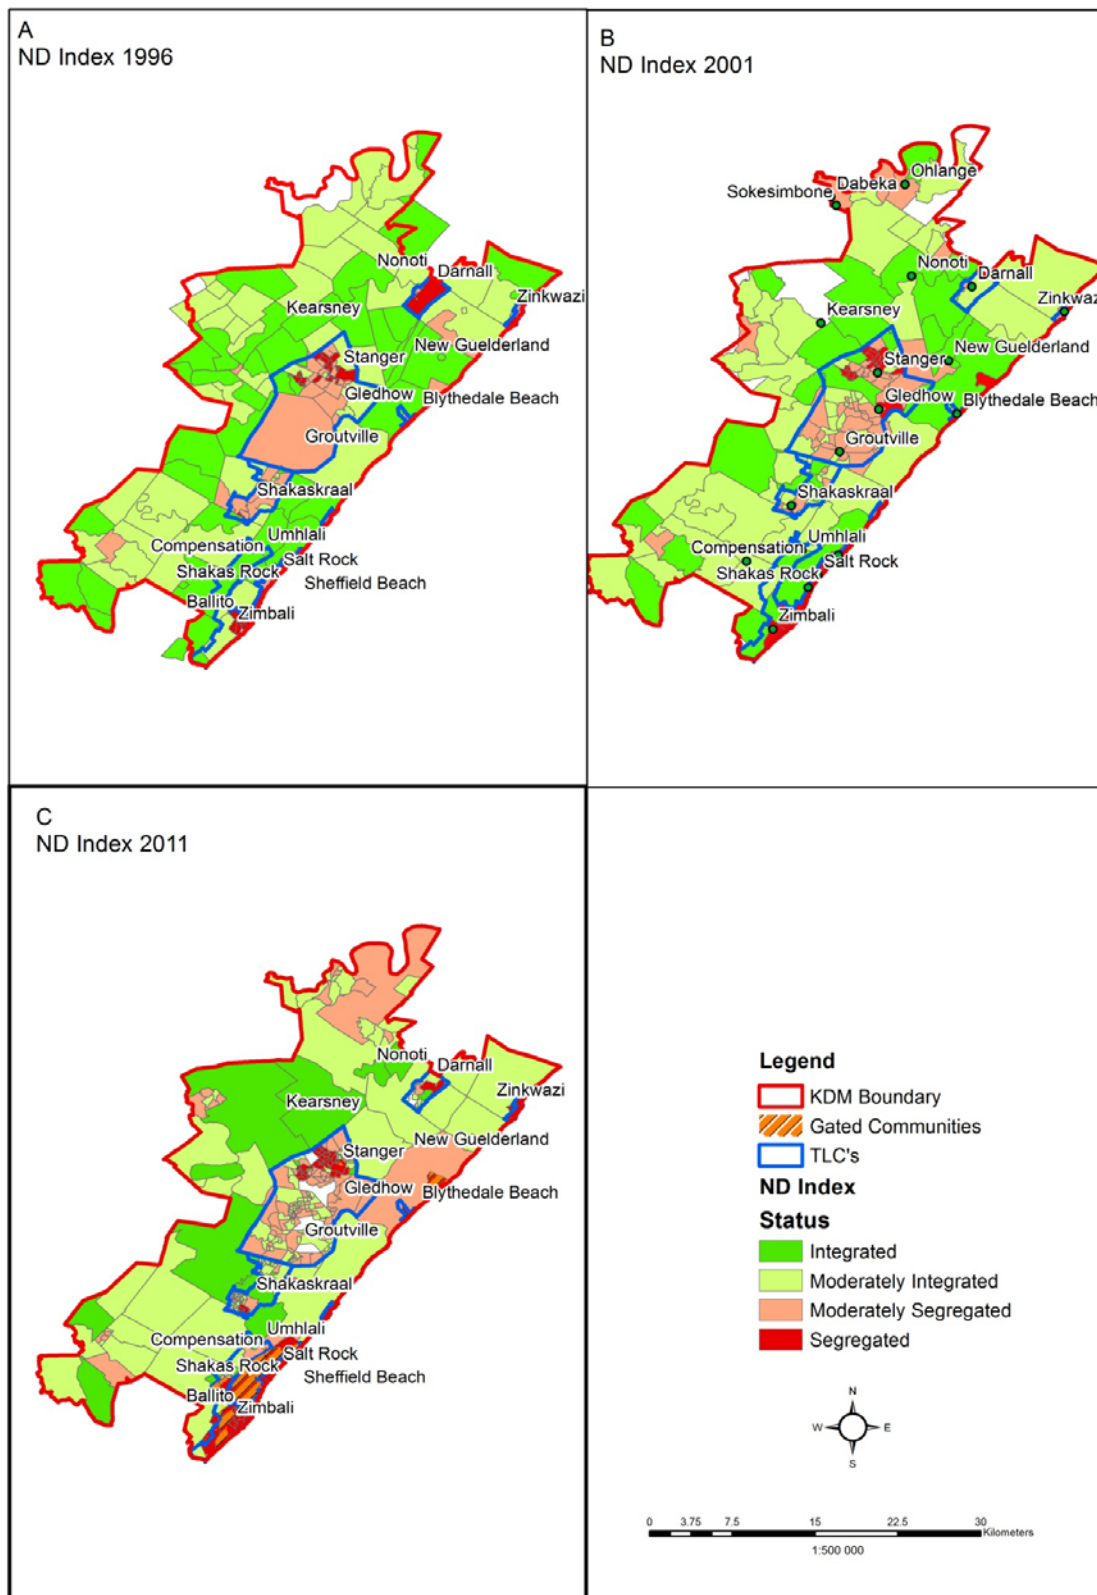 A
ND Index 1996
Nonoti
Darnall
Zinkwazi
Kearsney
New Guelderland
Stanger
Gledhow
Blythedale Beach
Groutville
Shakaskraal
Umhlali
Compensation
Salt Rock
Shakas Rock
Sheffield Beach
Ballito
Zimbali
B
ND Index 2001
Ohlange
Dabeka
Sokesimbone
Nonoti
Darnall
Zinkwaz
Kearsney
New Guelderland
Stanger
Gledhow
Blythedale Beach
Groutville
Shakaskraal
Umhlali
Compensation
Salt Rock
Shakas Rock
Zimbali
C
ND Index 2011
Nonoti
Darnall
Zinkwazi
Kearsney
New Guelderland
Stanger
Gledhow
Blythedale Beach
Groutville
Shakaskraal
Umhlali
Compensation
Salt Rock
Shakas Rock
Sheffield Beach
Ballito
Zimbali
Legend
KDM Boundary
Gated Communities
TLC's
ND Index
Status
Integrated
Moderately Integrated
Moderately Segregated
Segregated
N
W E
S
0 3.75 7.5 15 22.5 30
Kilometers
1:500 000